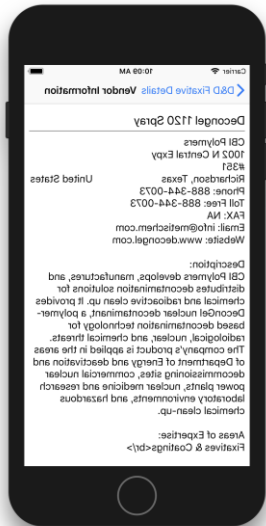 Carrier 10:09 AM
D&D Fixative Details Vendor Information
Decongel 1120 Spray
CBI Polymers
1002 N Central Expy
#351
Richardson, Texas United States
Phone: 888-344-0073
Toll Free: 888-344-0073
FAX: NA
Email: info@metischem.com
Website: www.decongel.com
Description:
CBI Polymers develops, manufactures, and
distributes decontamination solutions for
chemical and radioactive clean up. It provides
DeconGel nuclear decontaminant, a polymer-
based decontamination technology for
radiological, nuclear, and chemical threats.
The company's product is applied in the areas
of Department of Energy and deactivation and
decommissioning sites, commercial nuclear
power plants, nuclear medicine and research
laboratory environments, and hazardous
chemical clean-up.
Areas of Expertise:
Fixatives & Coatings<br/>